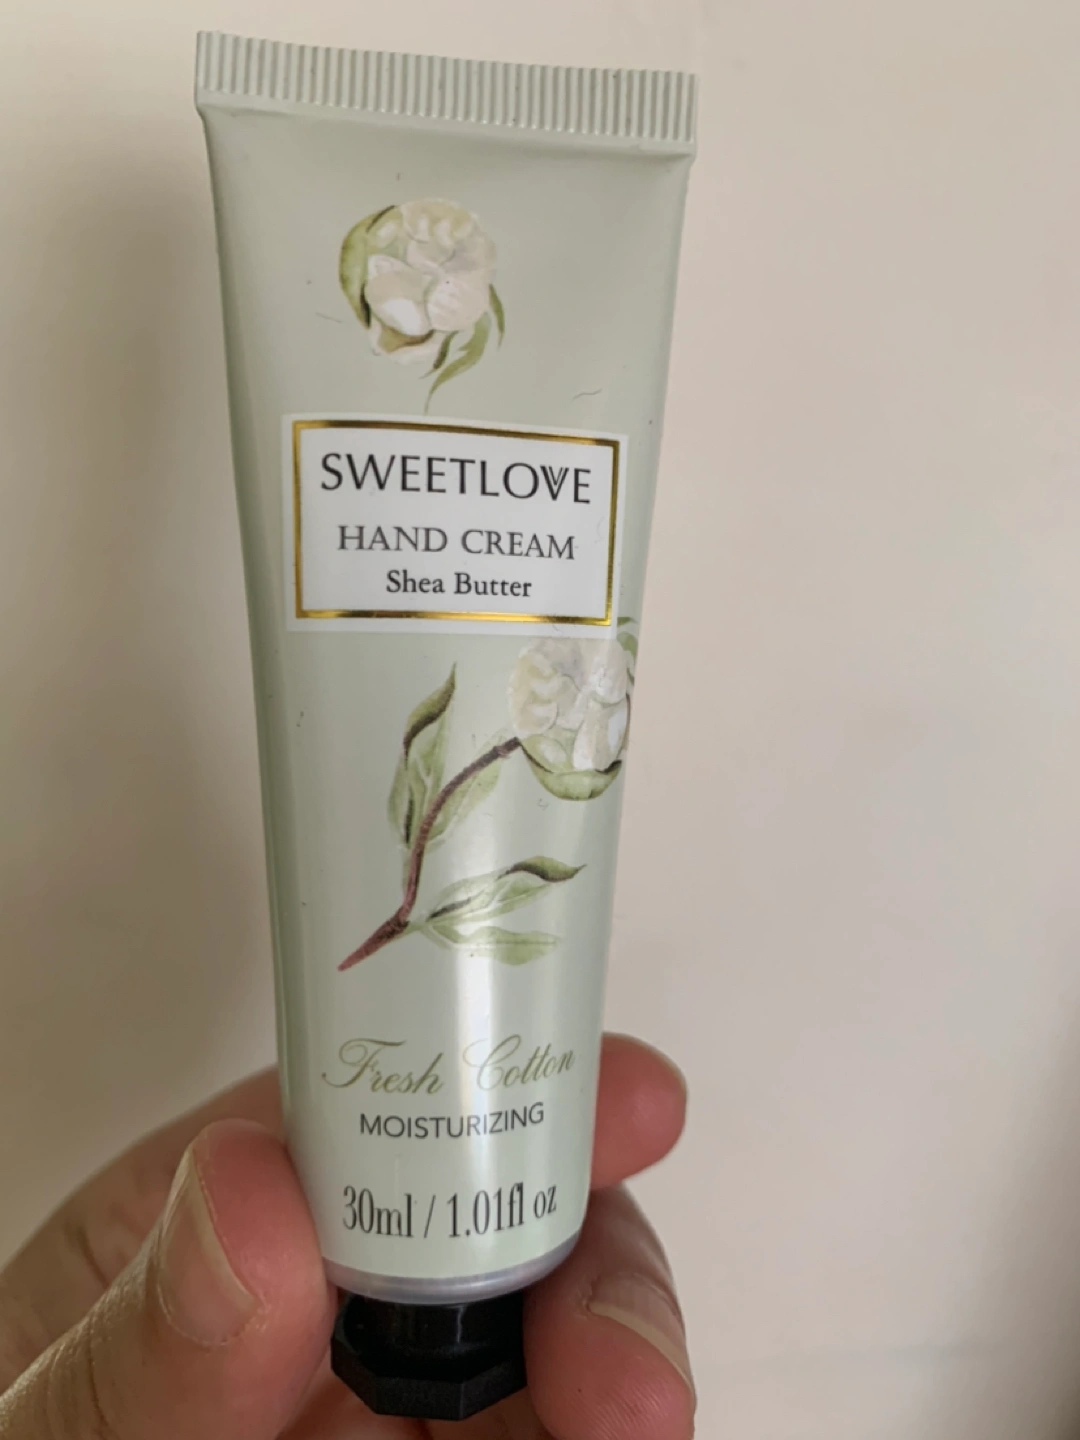 SWEETLOVE
HAND CREAM
Shea Butter
Fresh Cotton
MOISTURIZING
30ml / 1.01fl oz